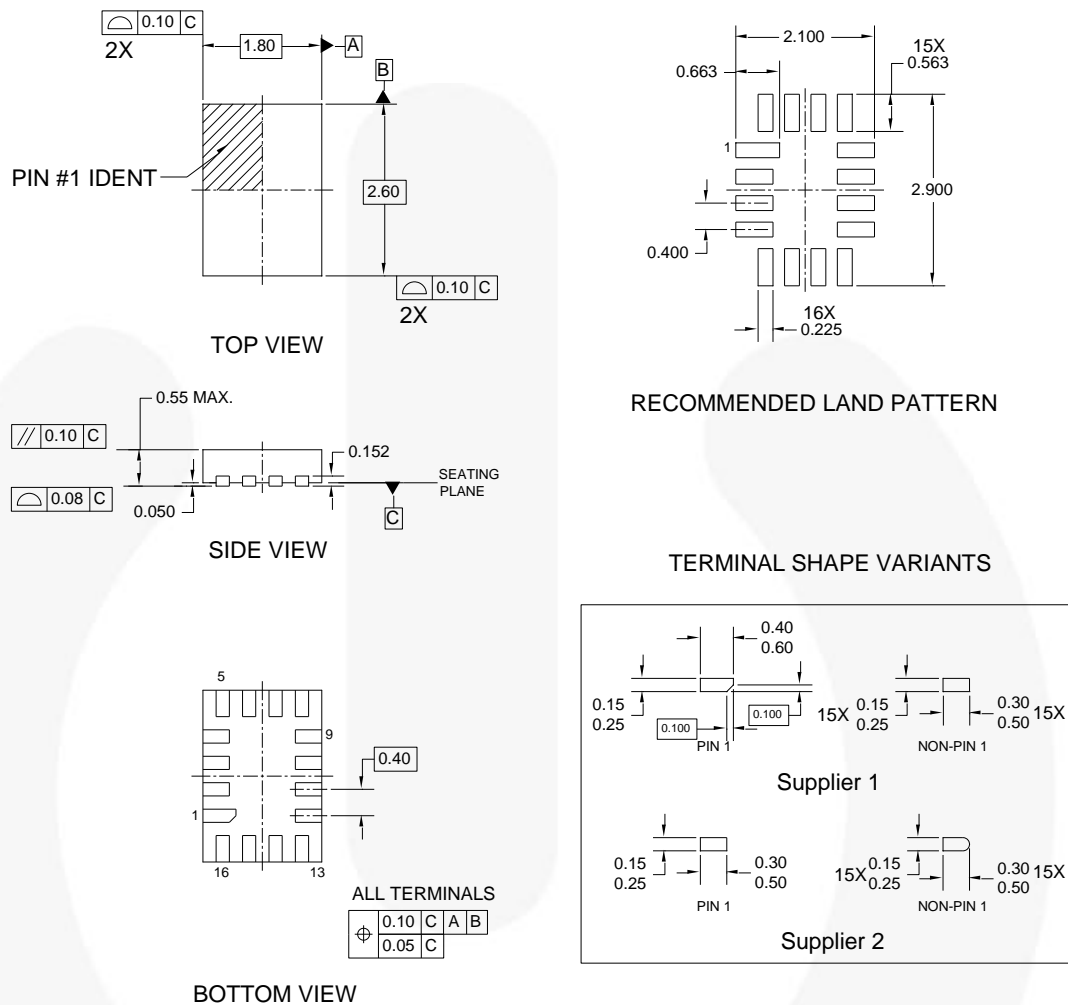 0.10 C
2X
1.80
A
B
PIN #1 IDENT
2.60
0.10 C
2X
TOP VIEW
2.100
15X
0.563
0.663
1
2.900
0.400
16X
0.225
RECOMMENDED LAND PATTERN
0.55 MAX.
// 0.10 C
0.152
SEATING
PLANE
0.08 C
0.050
C
SIDE VIEW
TERMINAL SHAPE VARIANTS
0.40
0.60
0.15
0.25
0.100
0.100
PIN 1
15X 0.15
0.25
0.30
0.50 15X
NON-PIN 1
Supplier 1
0.15
0.25
0.30
0.50
PIN 1
15X 0.15
0.25
0.30
0.50 15X
NON-PIN 1
Supplier 2
5
9
0.40
1
16
13
ALL TERMINALS
⌖ 0.10 C A B
0.05 C
BOTTOM VIEW